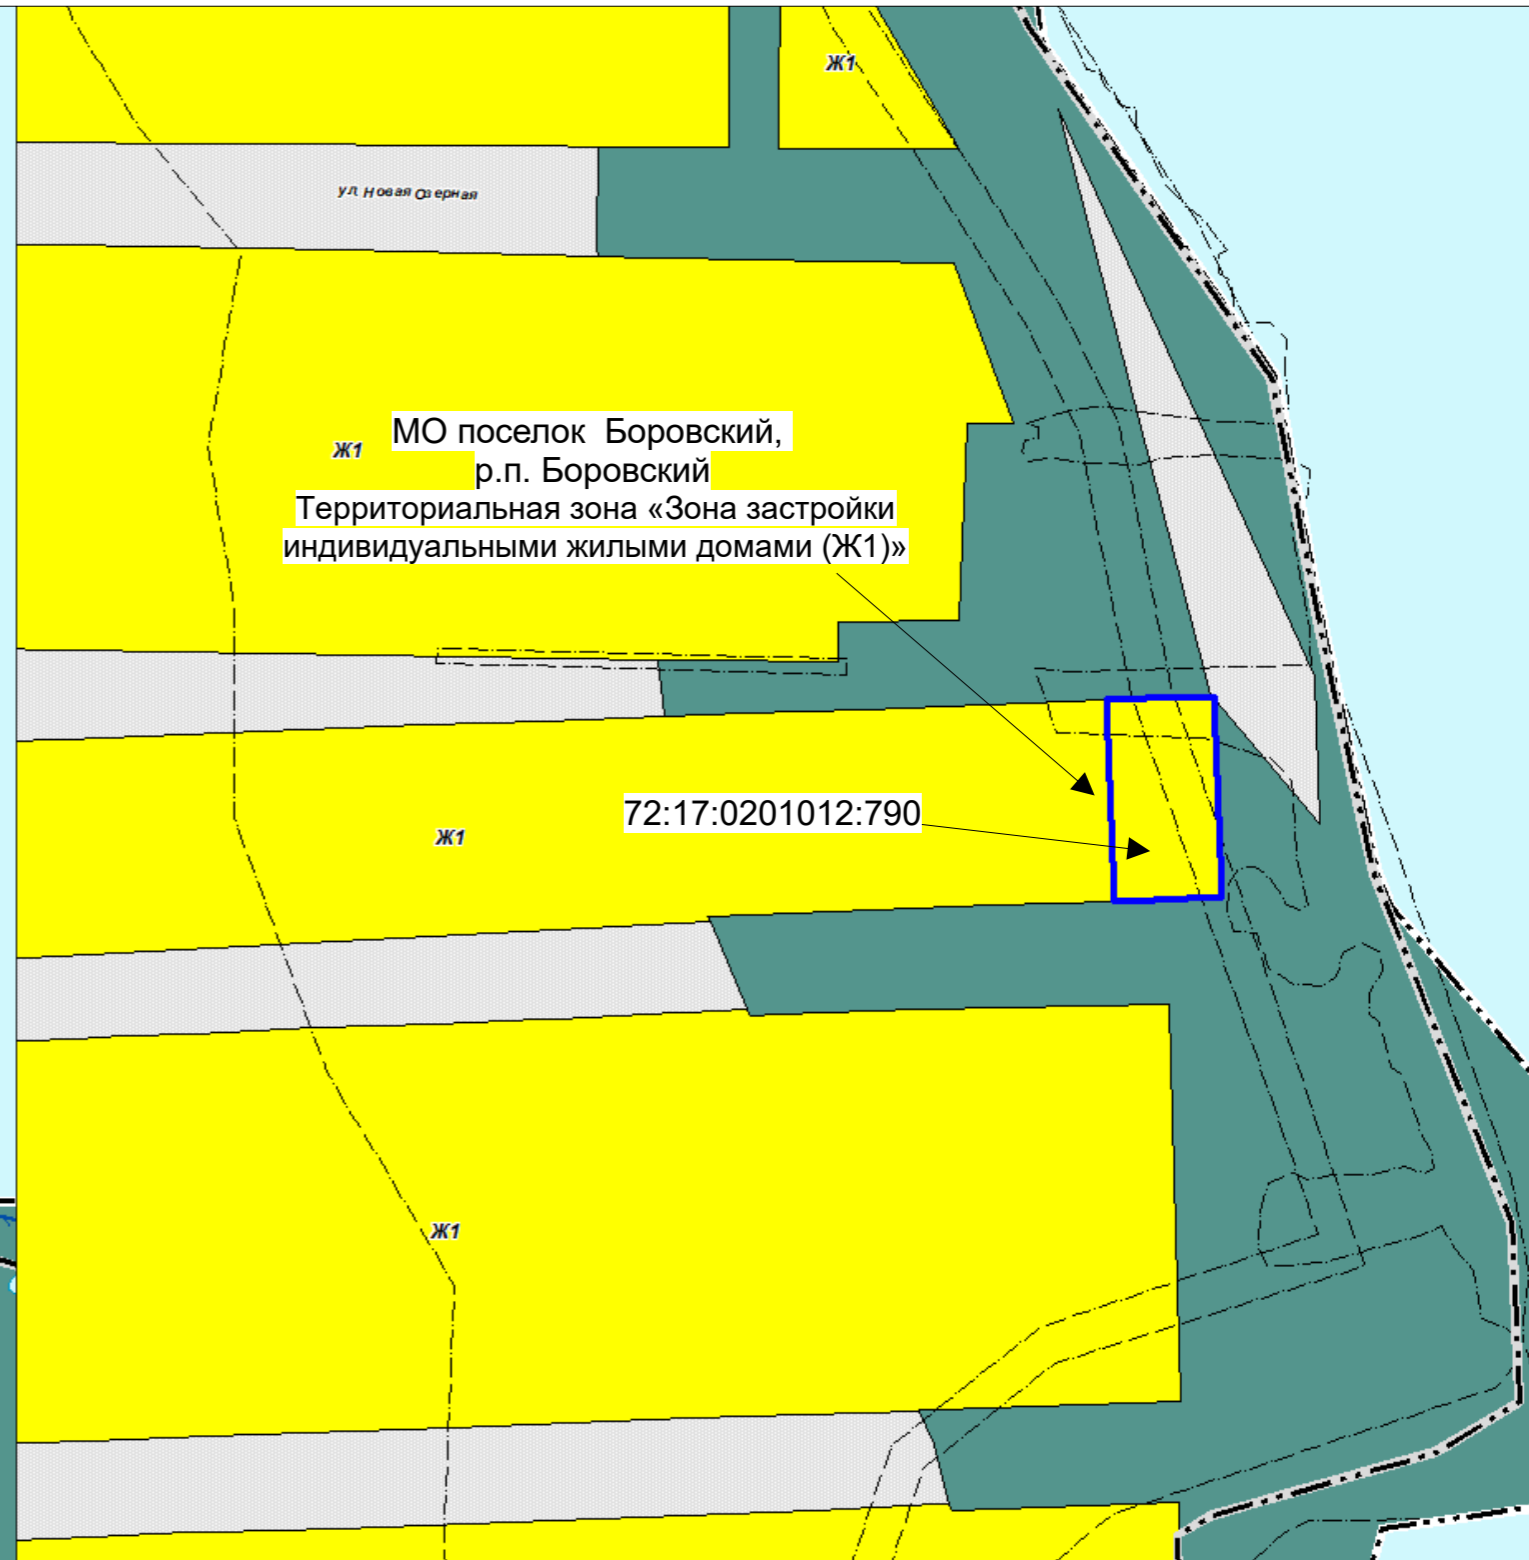 Ж1
ул. Новая Озерная
Ж1
МО поселок Боровский,
р.п. Боровский
Территориальная зона «Зона застройки
индивидуальными жилыми домами (Ж1)»
72:17:0201012:790
Ж1
Ж1